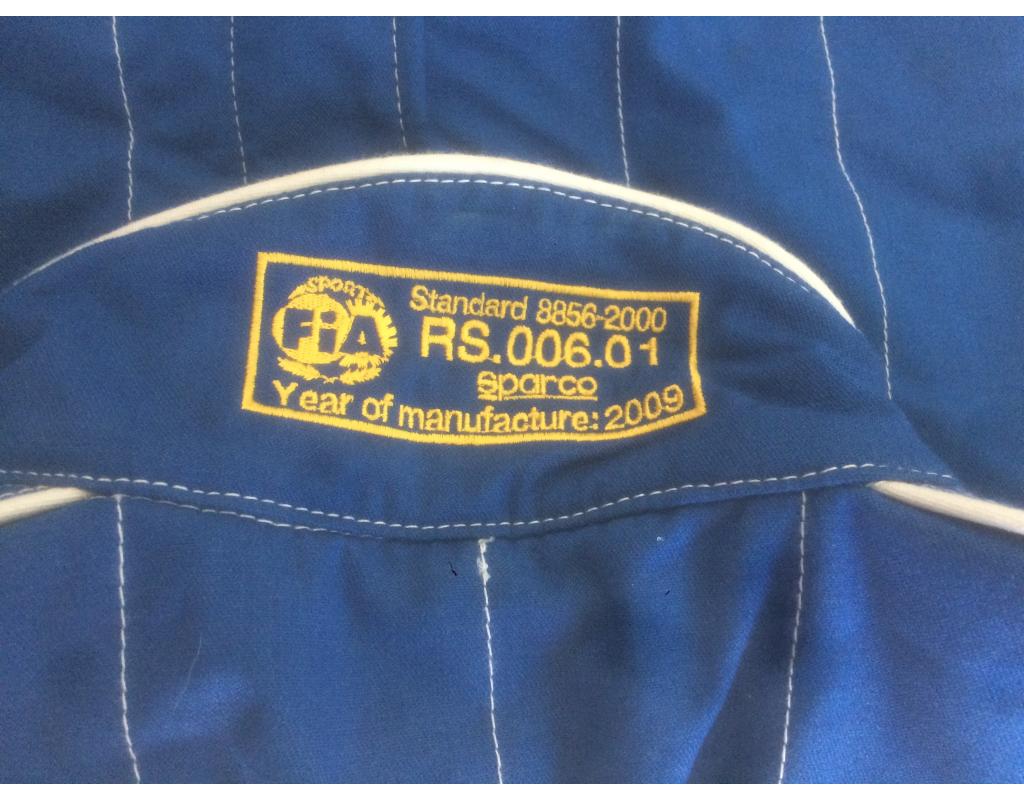 SPORT
FIA
Standard 8856-2000
RS.006.01
sparco
Year of manufacture: 2009